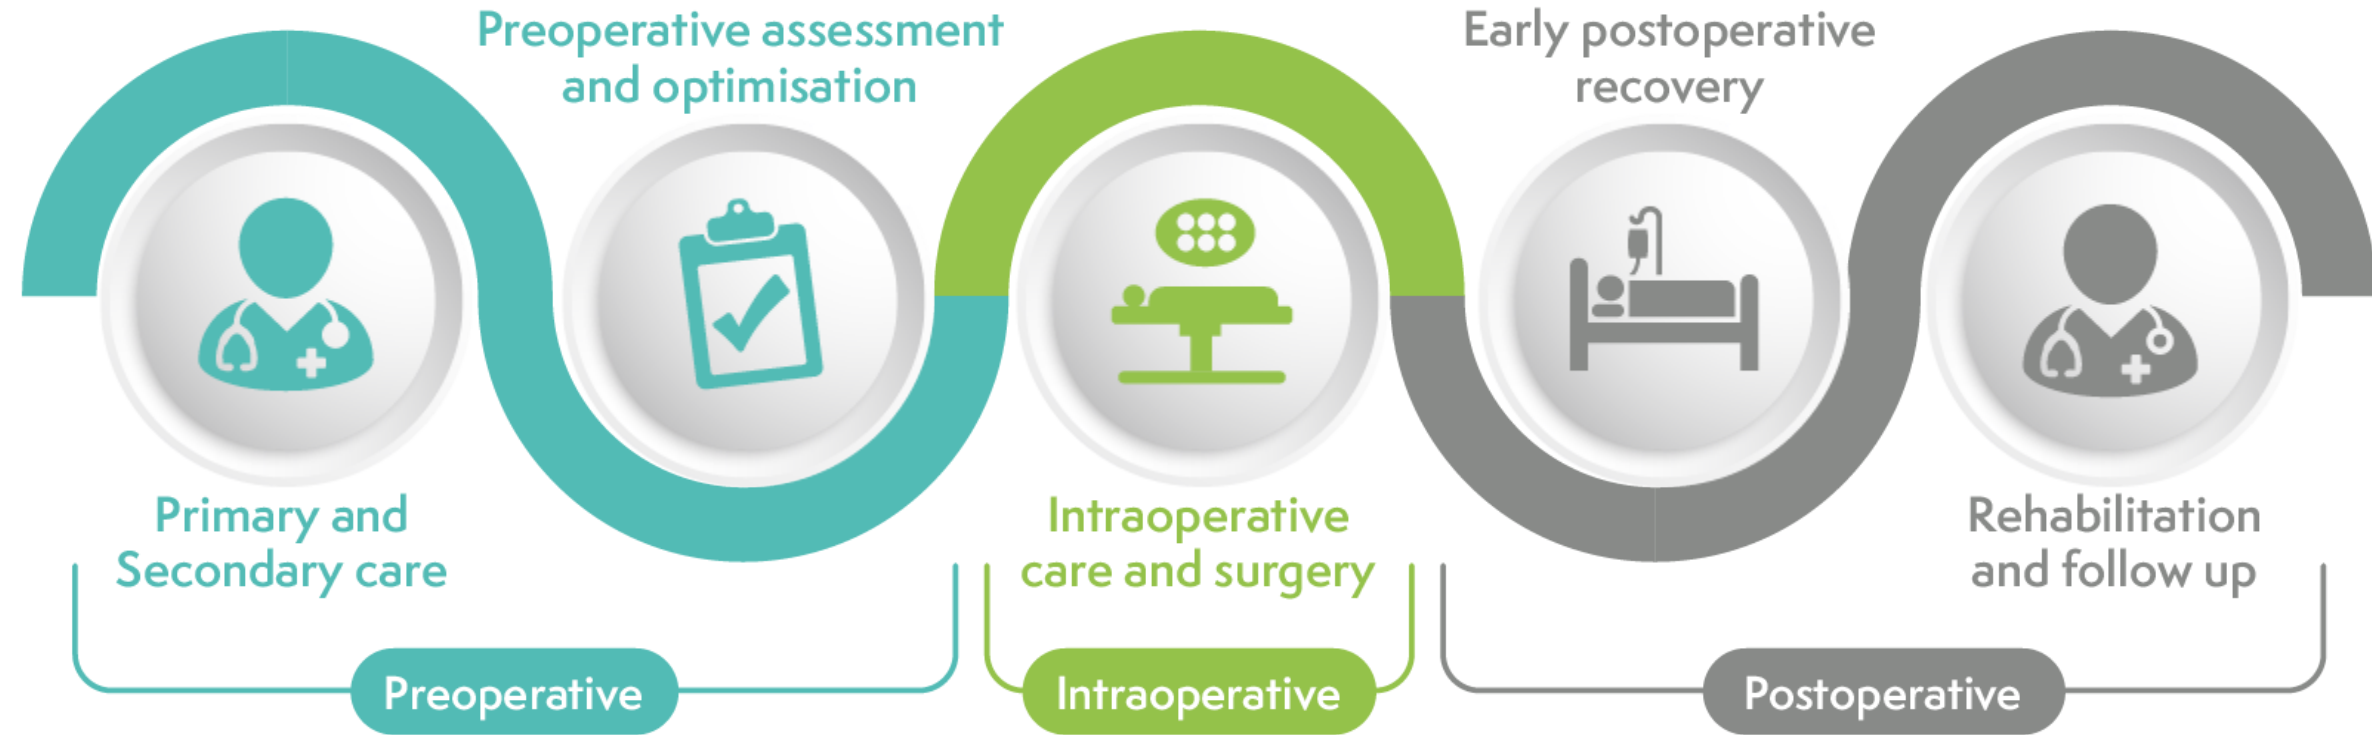 Preoperative assessment
and optimisation
Early postoperative
recovery
Primary and
Secondary care
Intraoperative
care and surgery
Rehabilitation
and follow up
Preoperative
Intraoperative
Postoperative